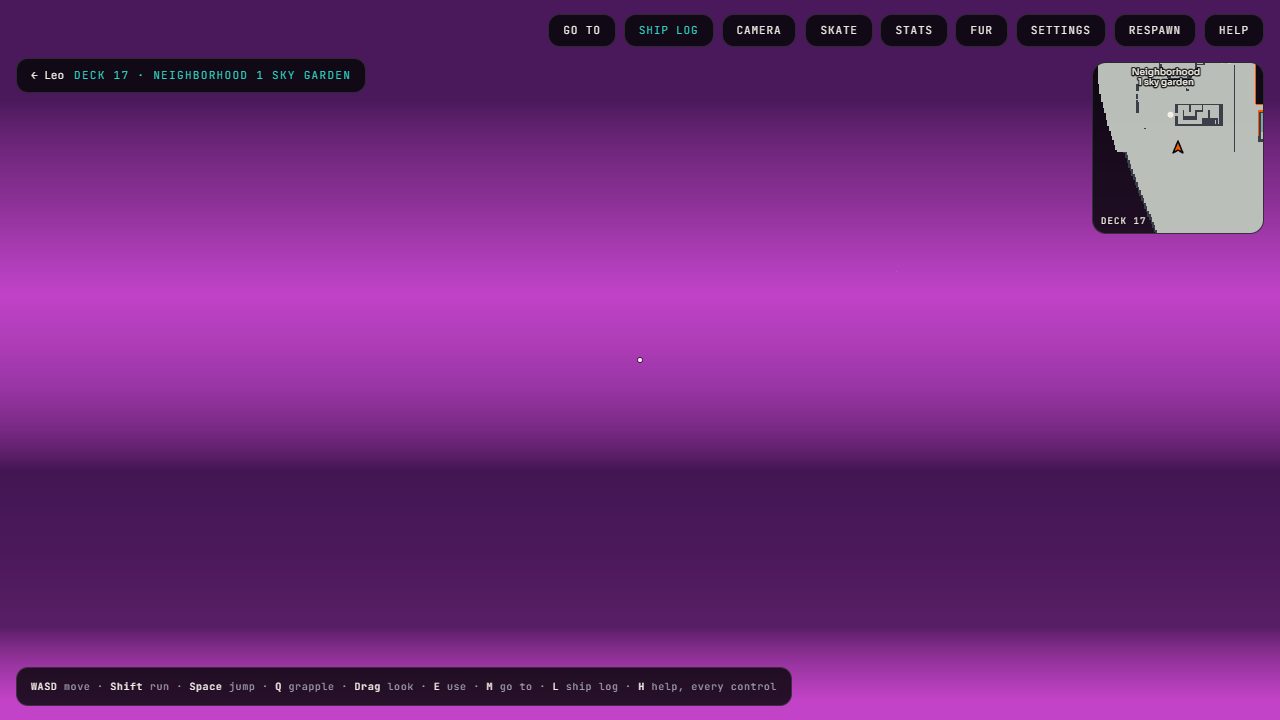 GO TO
SHIP LOG
CAMERA
SKATE
STATS
FUR
SETTINGS
RESPAWN
HELP
← Leo DECK 17 · NEIGHBORHOOD 1 SKY GARDEN
Neighborhood
1 sky garden
DECK 17
WASD move · Shift run · Space jump · Q grapple · Drag look · E use · M go to · L ship log · H help, every control